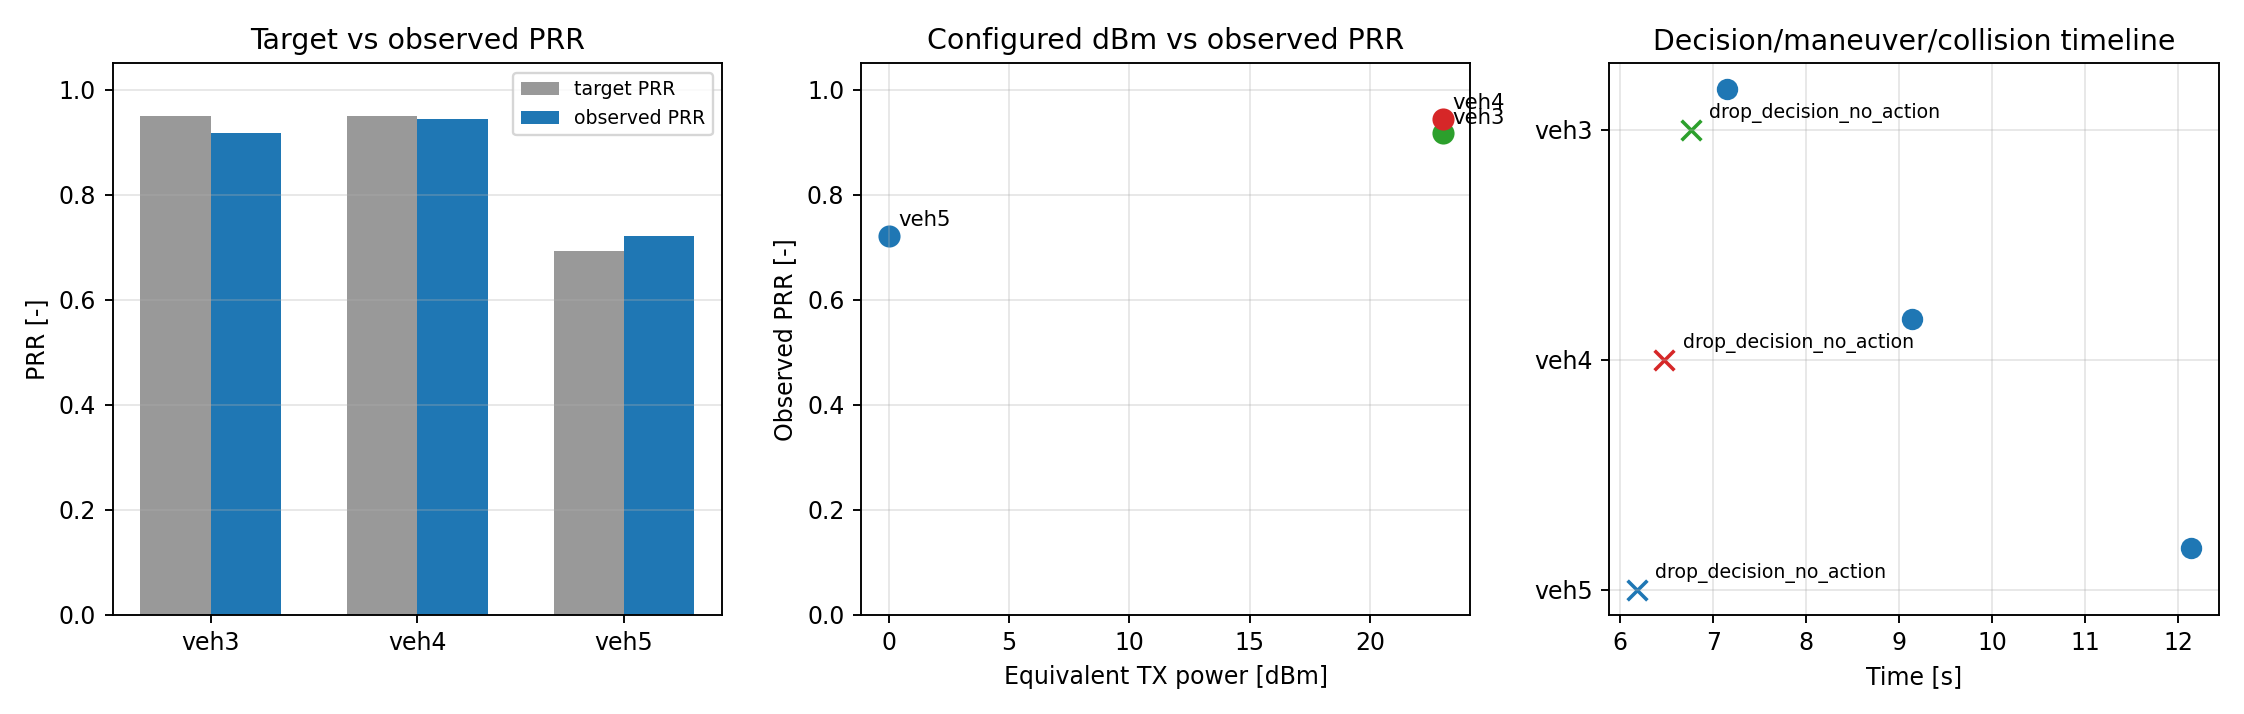 Target vs observed PRR
target PRR
observed PRR
PRR [-]
1.0
0.8
0.6
0.4
0.2
0.0
veh3
veh4
veh5
Configured dBm vs observed PRR
Observed PRR [-]
1.0
0.8
0.6
0.4
0.2
0.0
veh4
veh3
veh5
0
5
10
15
20
Equivalent TX power [dBm]
Decision/maneuver/collision timeline
veh3
drop_decision_no_action
veh4
drop_decision_no_action
veh5
drop_decision_no_action
6
7
8
9
10
11
12
Time [s]